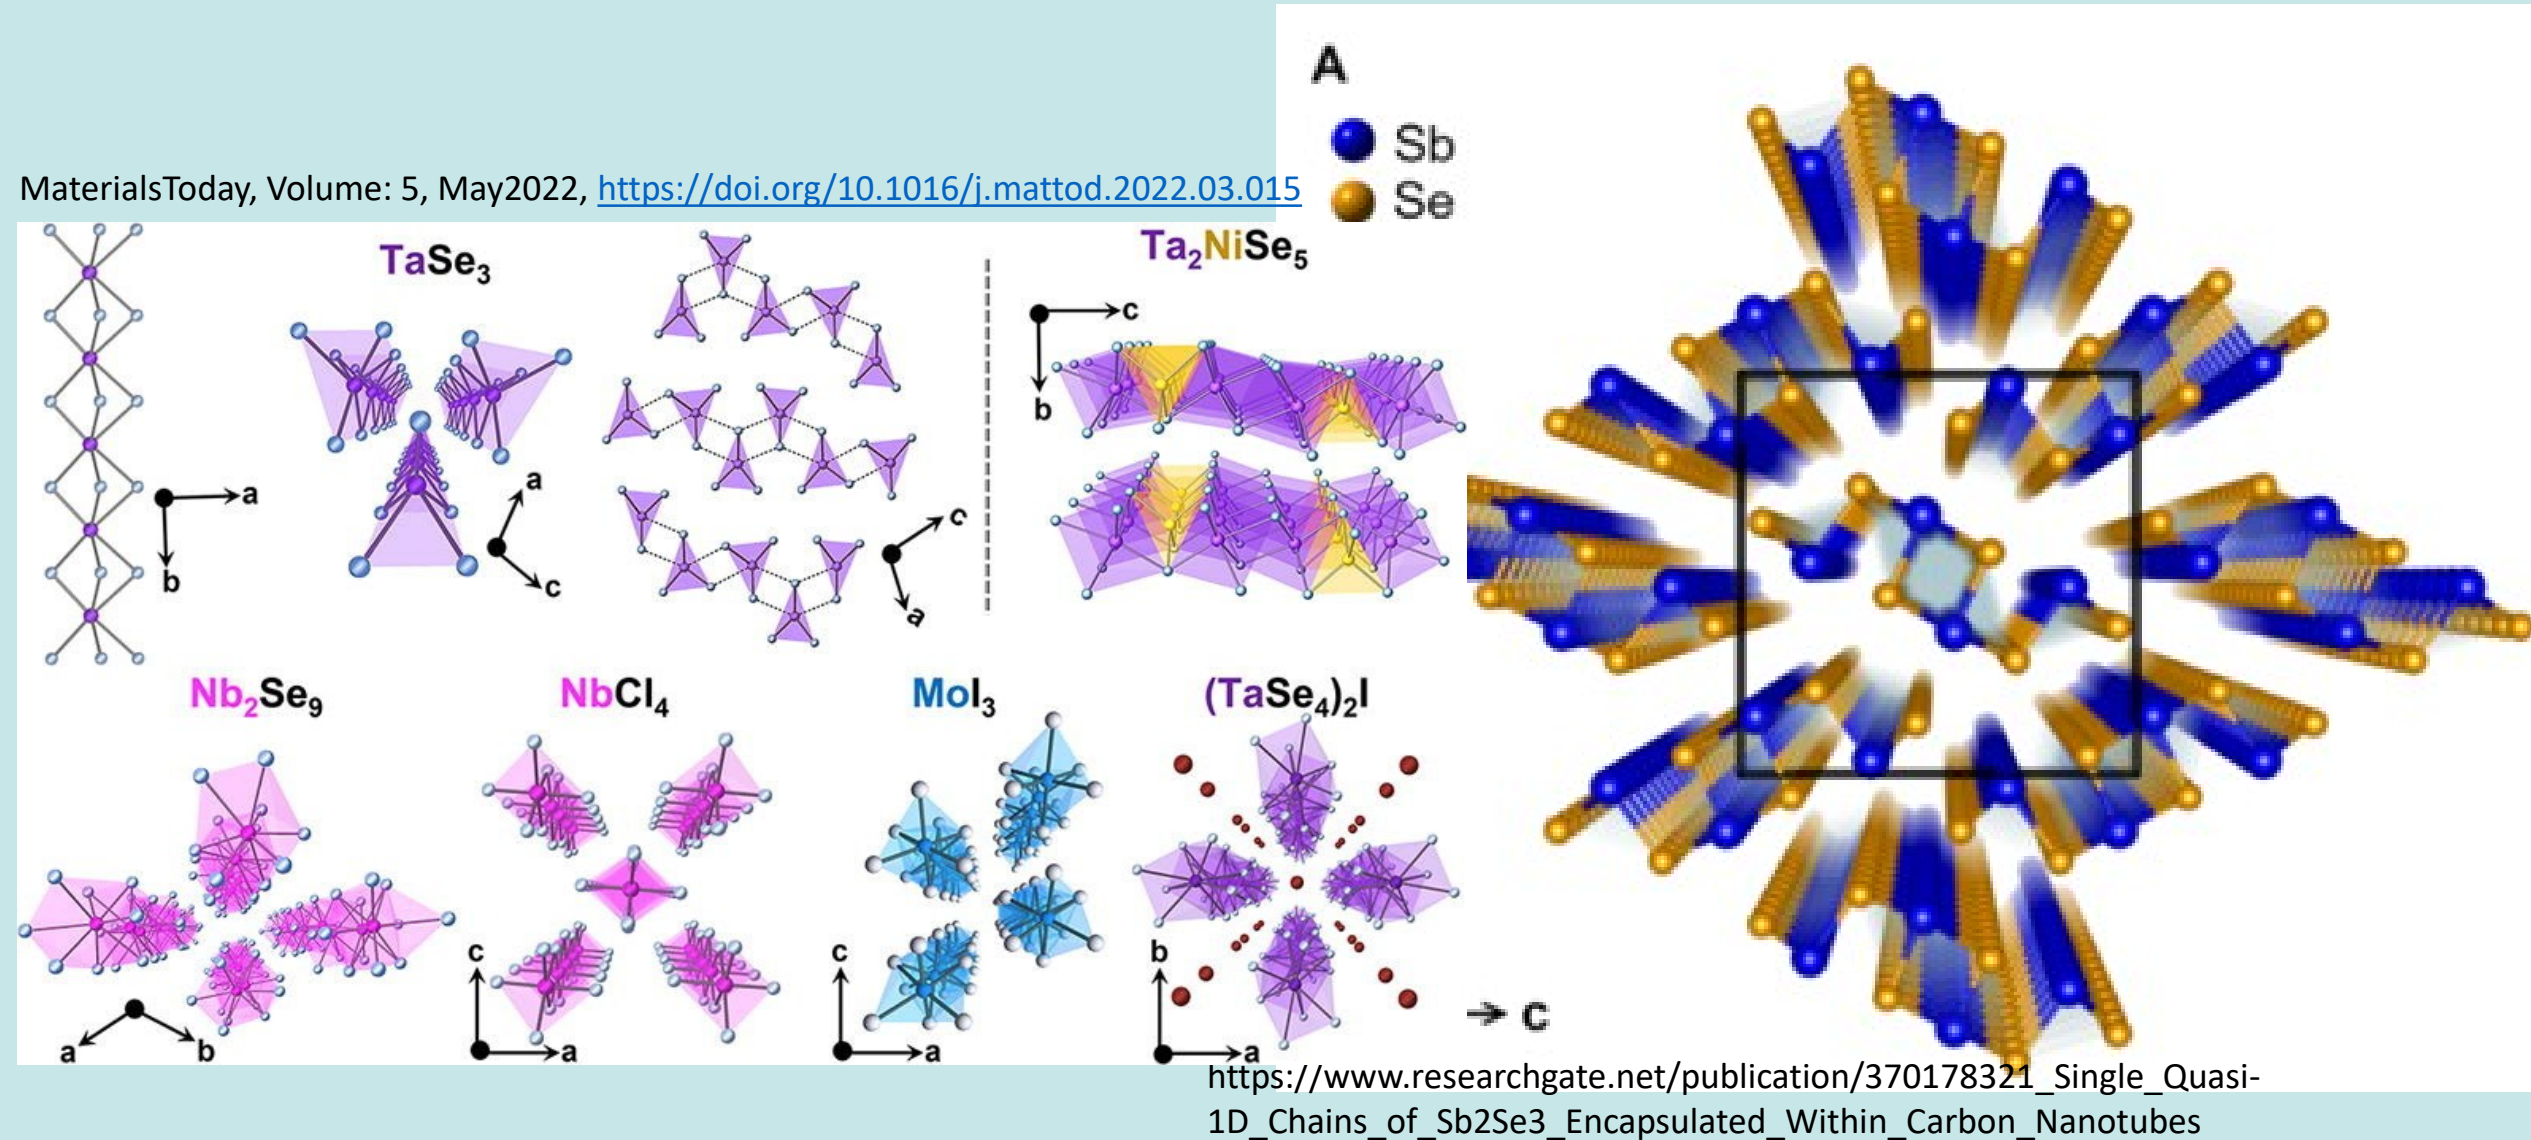 A
Sb
Se
MaterialsToday, Volume: 5, May2022, https://doi.org/10.1016/j.mattod.2022.03.015
TaSe3
Ta2NiSe5
a
b
a
c
c
a
c
b
Nb2Se9
NbCl4
MoI3
(TaSe4)2I
a
b
c
a
c
a
b
a
c
https://www.researchgate.net/publication/370178321_Single_Quasi-
1D_Chains_of_Sb2Se3_Encapsulated_Within_Carbon_Nanotubes